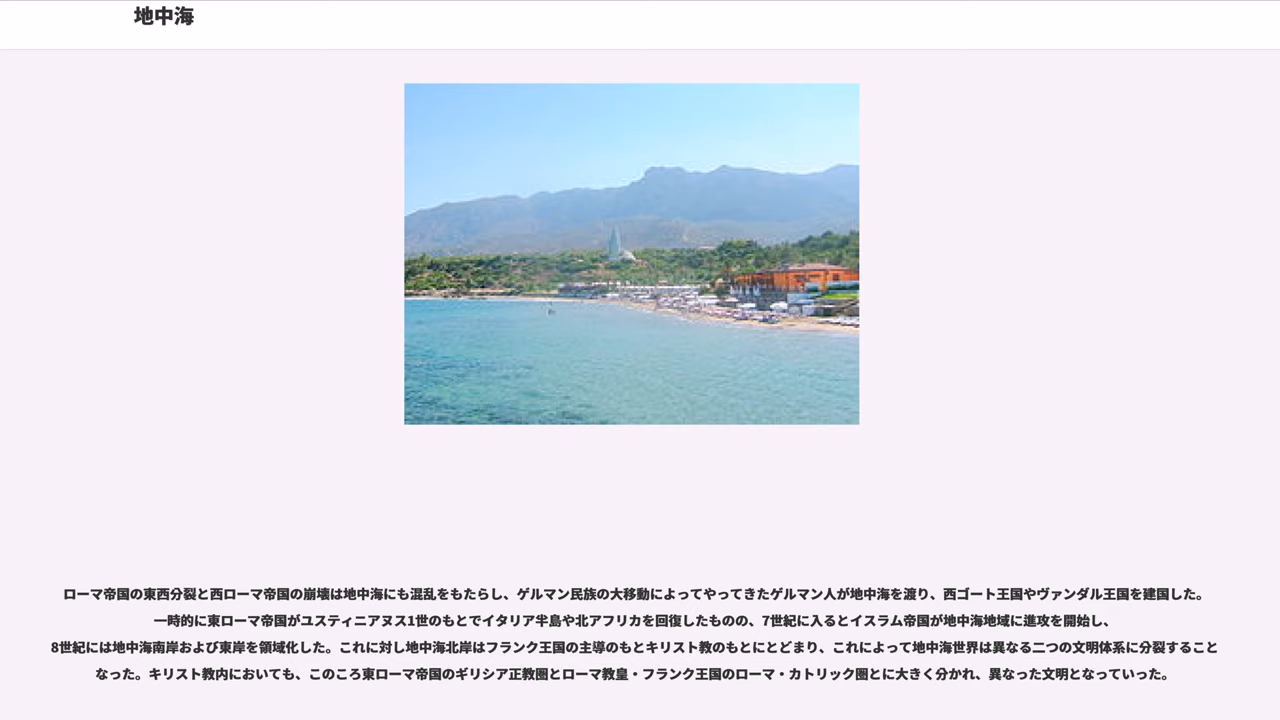 地中海
ローマ帝国の東西分裂と西ローマ帝国の崩壊は地中海にも混乱をもたらし、ゲルマン民族の大移動によってやってきたゲルマン人が地中海を渡り、西ゴート王国やヴァンダル王国を建国した。
一時的に東ローマ帝国がユスティニアヌス1世のもとでイタリア半島や北アフリカを回復したものの、7世紀に入るとイスラム帝国が地中海地域に進攻を開始し、
8世紀には地中海南岸および東岸を領域化した。これに対し地中海北岸はフランク王国の主導のもとキリスト教のもとにとどまり、これによって地中海世界は異なる二つの文明体系に分裂すること
なった。キリスト教内においても、このころ東ローマ帝国のギリシア正教圏とローマ教皇・フランク王国のローマ・カトリック圏とに大きく分かれ、異なった文明となっていった。